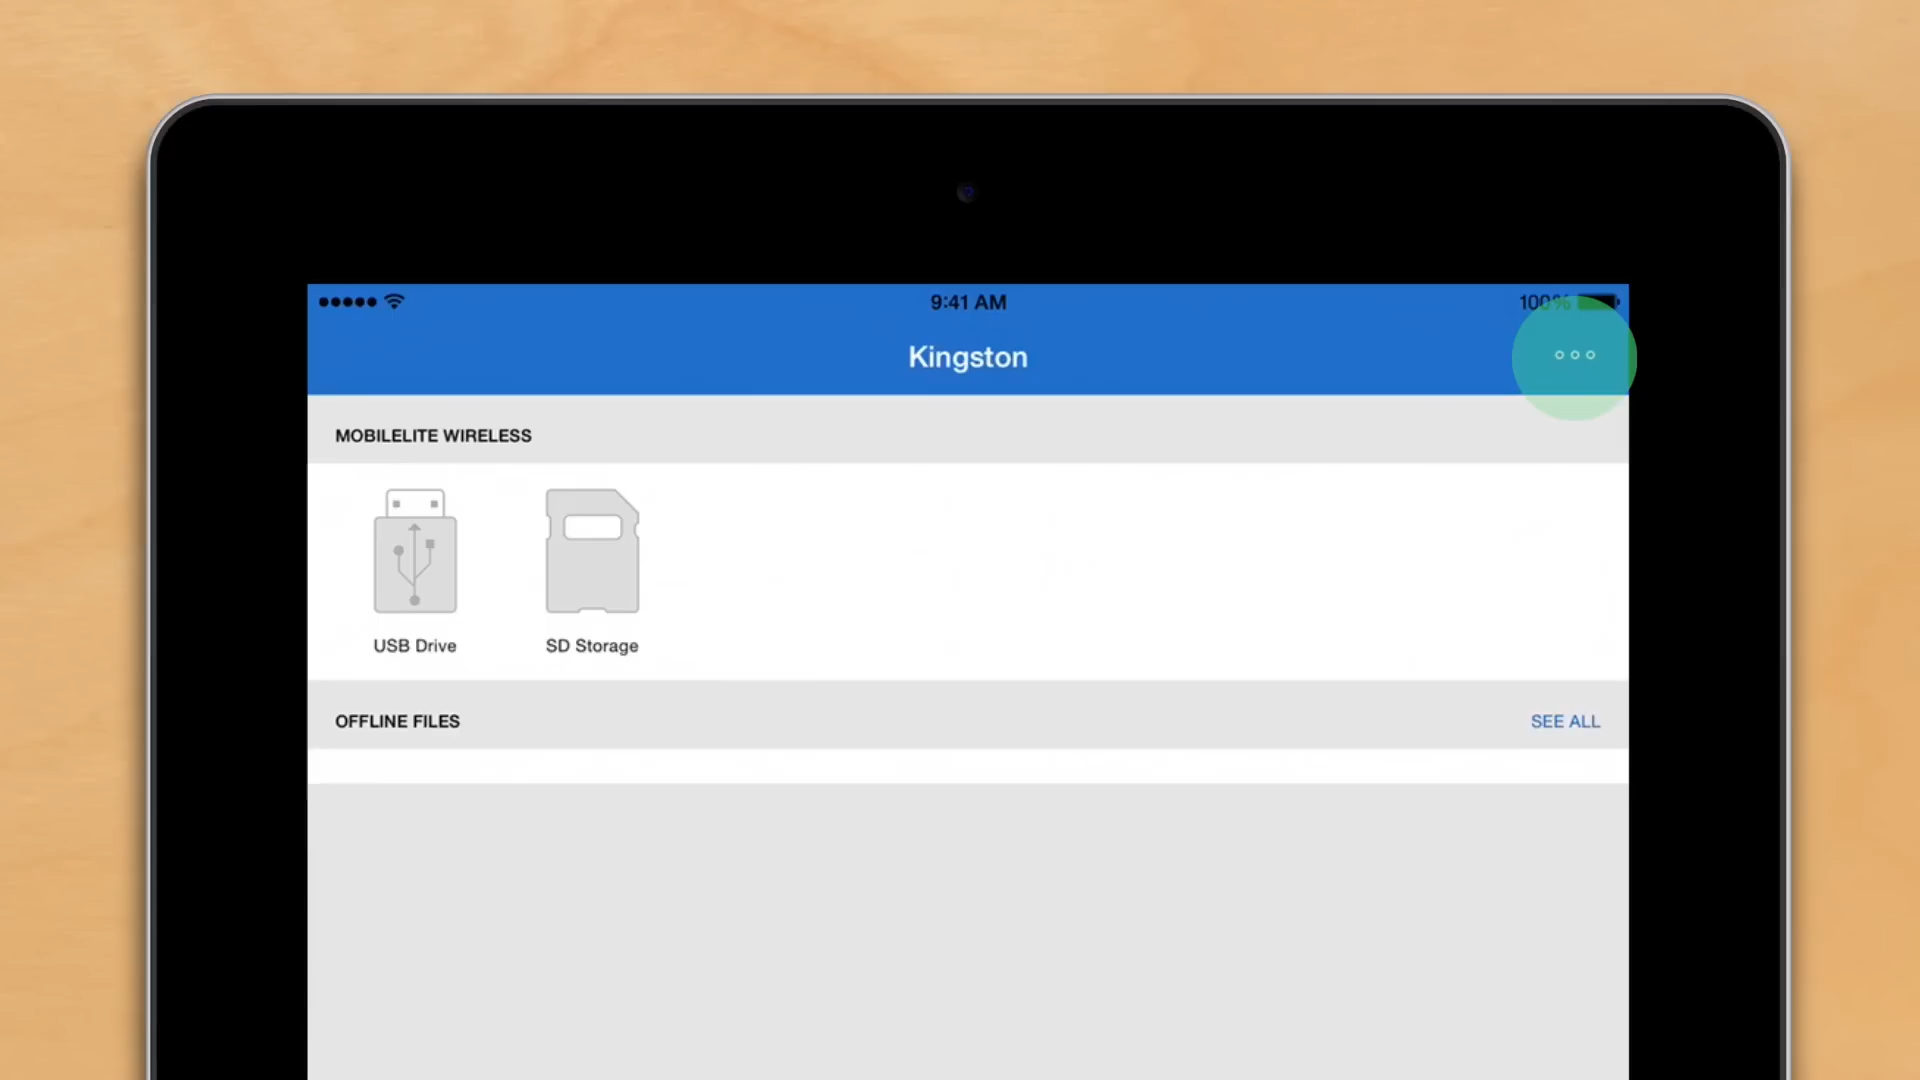 9:41 AM
100%
Kingston
MOBILELITE WIRELESS
USB Drive
SD Storage
OFFLINE FILES
SEE ALL